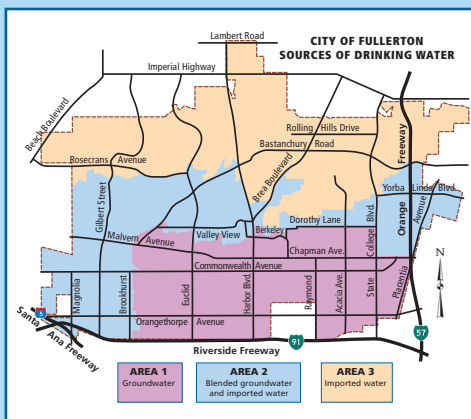 CITY OF FULLERTON
SOURCES OF DRINKING WATER
Lambert Road
Imperial Highway
Beach Boulevard
Rolling Hills Drive
Bastanchury Road
Rosecrans Avenue
Brea Boulevard
Freeway
Gilbert Street
Yorba Linda Blvd.
Dorothy Lane
Berkeley
Valley View
Malvern Avenue
College Blvd.
Orange
Avenue
Chapman Ave.
Commonwealth Avenue
N
Magnolia
Brookhurst
Euclid
Harbor Blvd.
Raymond
Acacia Ave.
State
Placentia
5
Orangethorpe Avenue
Santa Ana Freeway
91
57
Riverside Freeway
AREA 1
Groundwater
AREA 2
Blended groundwater
and imported water
AREA 3
Imported water